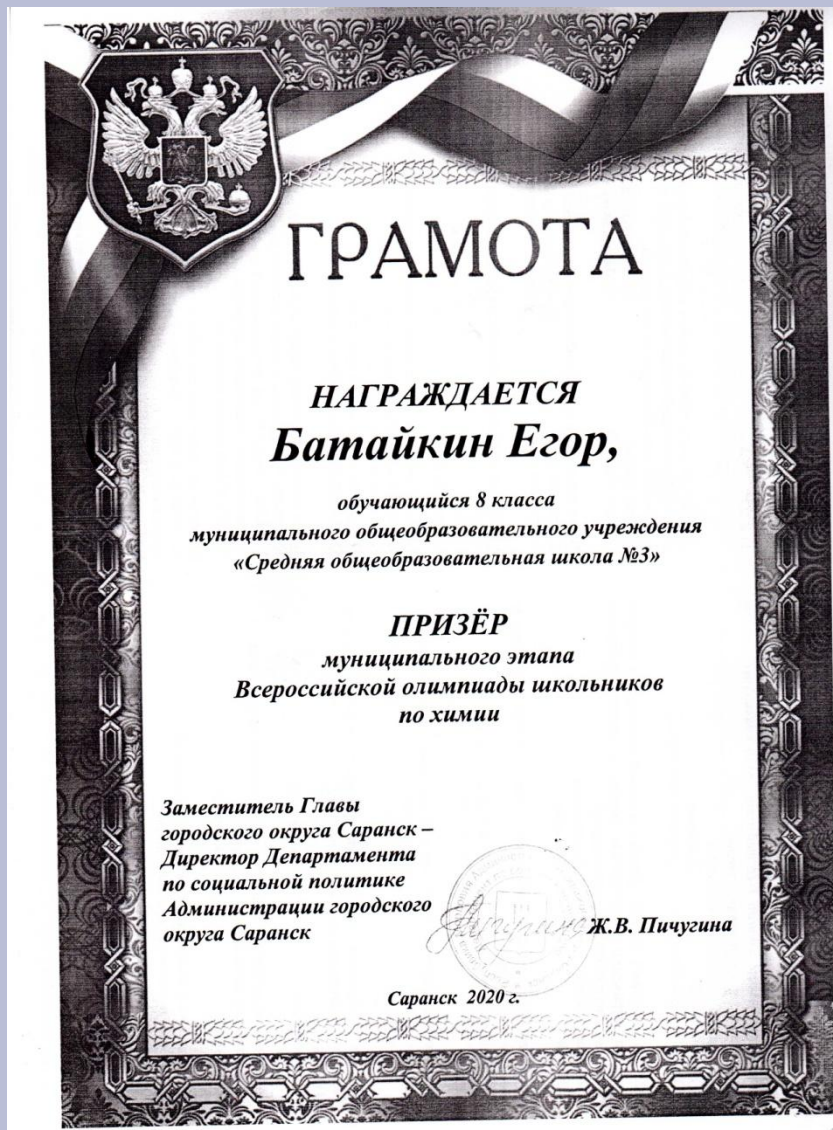 ГРАМОТА
НАГРАЖДАЕТСЯ
Батайкин Егор,
обучающийся 8 класса
муниципального общеобразовательного учреждения
«Средняя общеобразовательная школа №3»
ПРИЗЁР
муниципального этапа
Всероссийской олимпиады школьников
по химии
Заместитель Главы
городского округа Саранск –
Директор Департамента
по социальной политике
Администрации городского
округа Саранск
Ж.В. Пичугина
Саранск 2020 г.